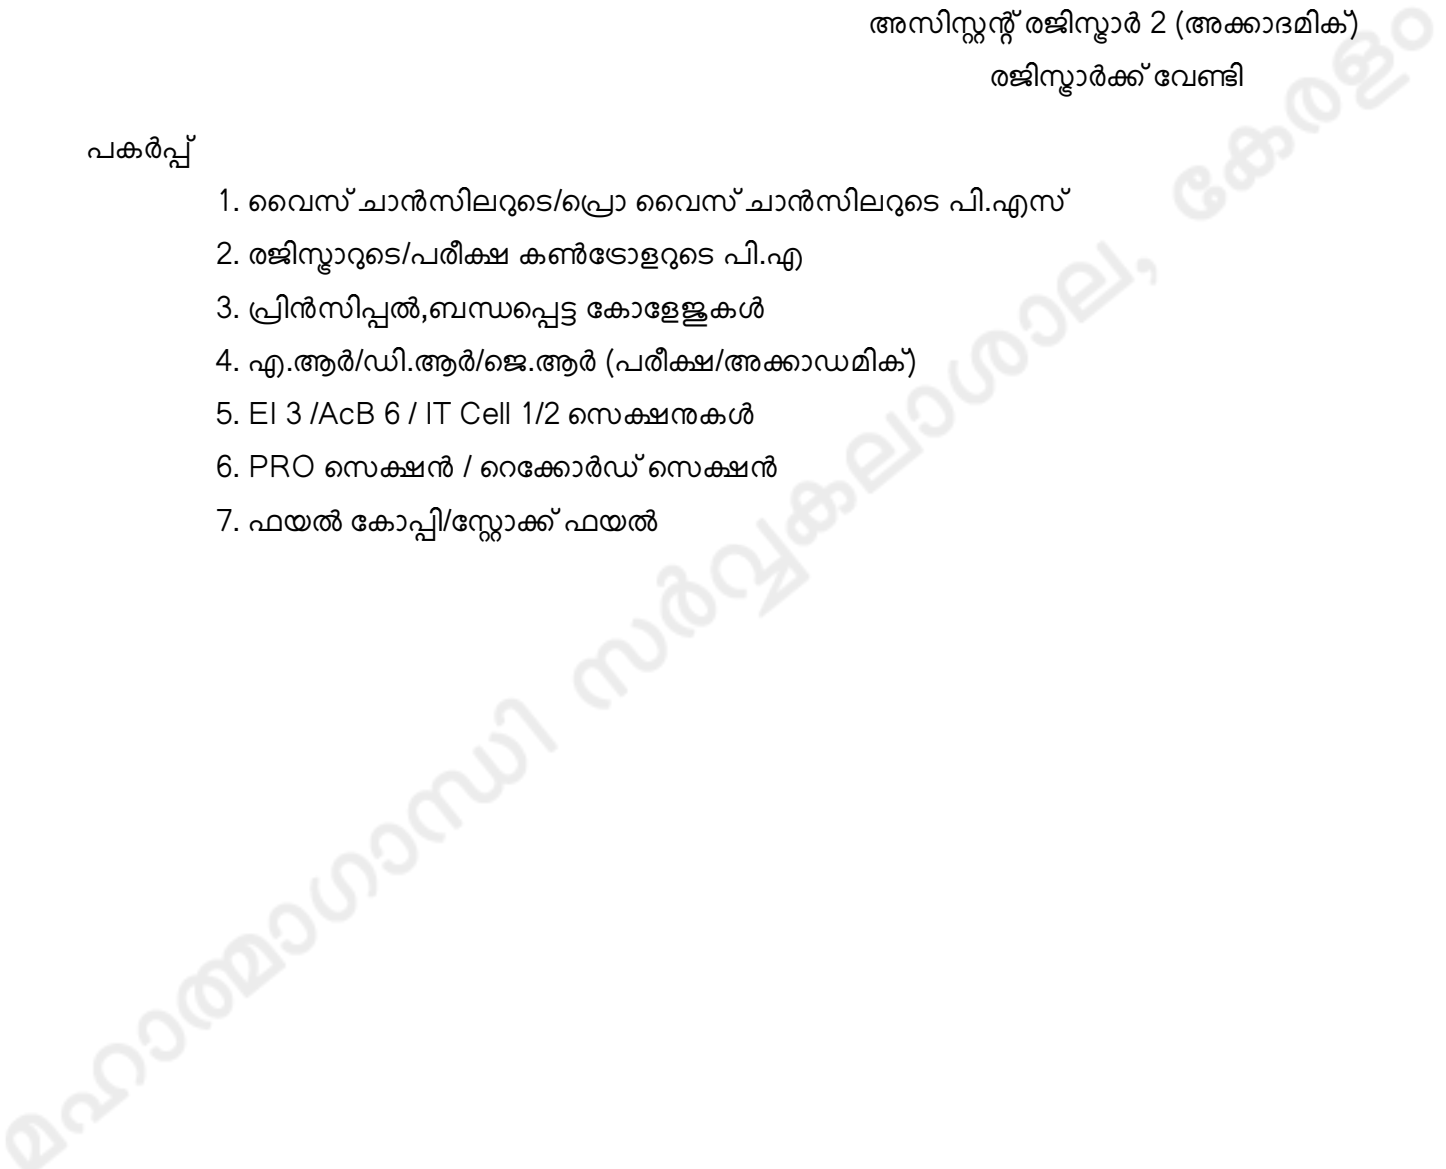 അസിസ്റ്റന്റ് രജിസ്ട്രാർ 2 (അക്കാദമിക്)
രജിസ്ട്രാർക്ക് വേണ്ടി
പകർപ്പ്
1. വൈസ് ചാൻസിലറുടെ/പ്രൊ വൈസ് ചാൻസിലറുടെ പി.എസ്
2. രജിസ്ട്രാറുടെ/പരീക്ഷ കൺട്രോളറുടെ പി.എ
3. പ്രിൻസിപ്പൽ,ബന്ധപ്പെട്ട കോളേജുകൾ
4. എ.ആർ/ഡി.ആർ/ജെ.ആർ (പരീക്ഷ/അക്കാഡമിക്)
5. EI 3 /AcB 6 / IT Cell 1/2 സെക്ഷനുകൾ
6. PRO സെക്ഷൻ / റെക്കോർഡ് സെക്ഷൻ
7. ഫയൽ കോപ്പി/സ്റ്റോക്ക് ഫയൽ
മഹാത്മാഗാന്ധി സർവ്വകലാശാല, കേരളം